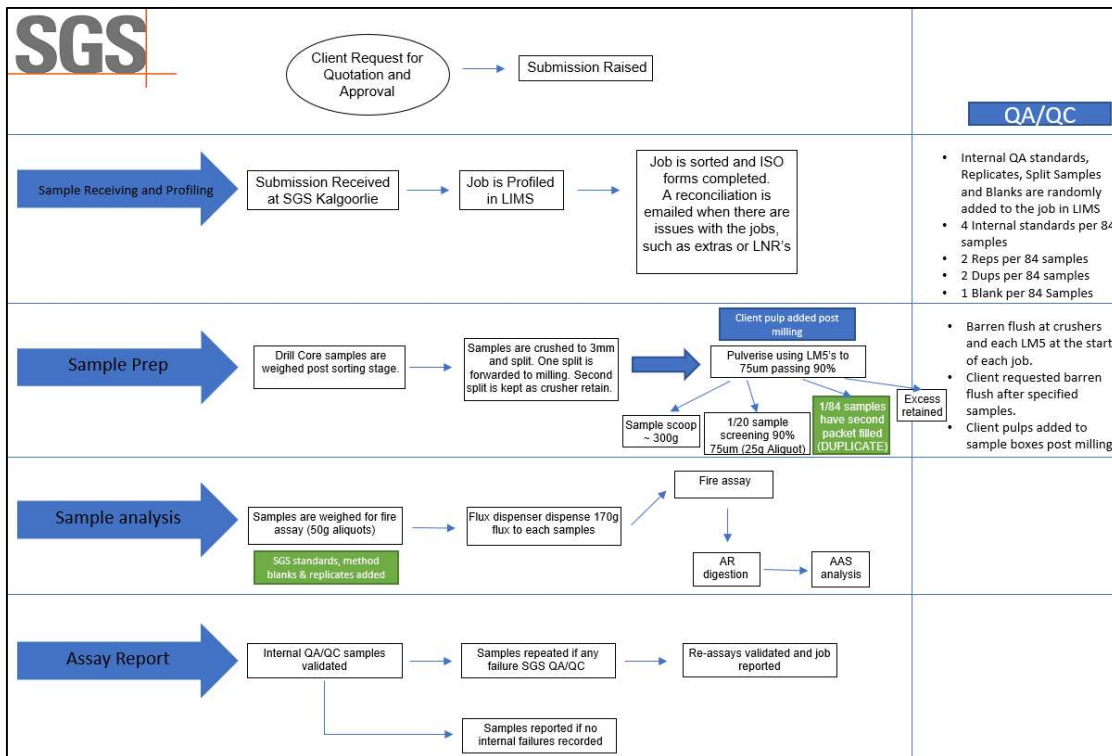 SGS
Client Request for
Quotation and
Approval
Submission Raised
QA/QC
Sample Receiving and Profiling
Submission Received
at SGS Kalgoorlie
Job is Profiled
in LIMS
Job is sorted and ISO
forms completed.
A reconciliation is
emailed when there are
issues with the jobs,
such as extras or LNR's
• Internal QA standards,
Replicates, Split Samples
and Blanks are randomly
added to the job in LIMS
• 4 Internal standards per 84
samples
• 2 Reps per 84 samples
• 2 Dups per 84 samples
• 1 Blank per 84 Samples
Sample Prep
Drill Core samples are
weighed post sorting stage.
Samples are crushed to 3mm
and split. One split is
forwarded to milling. Second
split is kept as crusher retain.
Client pulp added post
milling
Pulverise using LM5's to
75um passing 90%
Sample scoop
~ 300g
1/20 sample
screening 90%
75um (25g Aliquot)
1/84 samples
have second
packet filled
(DUPLICATE)
Excess
retained
• Barren flush at crushers
and each LM5 at the start
of each job.
• Client requested barren
flush after specified
samples.
• Client pulps added to
sample boxes post milling
Sample analysis
Samples are weighed for fire
assay (50g aliquots)
SGS standards, method
blanks & replicates added
Flux dispenser dispense 170g
flux to each samples
Fire assay
AR
digestion
AAS
analysis
Assay Report
Internal QA/QC samples
validated
Samples repeated if any
failure SGS QA/QC
Re-assays validated and job
reported
Samples reported if no
internal failures recorded